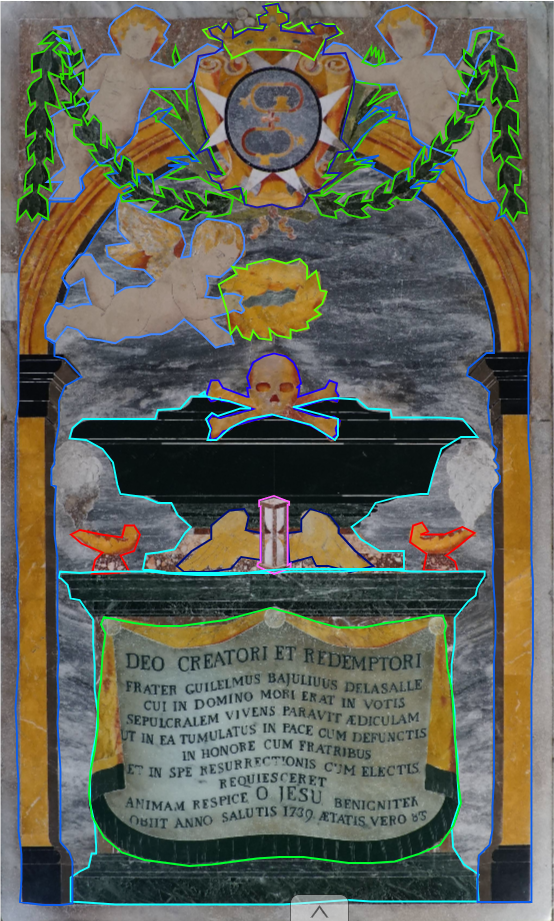 DEO CREATORI ET REDEMPTORI
FRATER GUILELMUS BAJULIUUS DELASALLE
CUI IN DOMINO MORI ERAT IN VOTIS
SEPULCRALEM VIVENS PARAVIT ÆDICULAM
UT IN EA TUMULATUS IN PACE CUM DEFUNCTIS
IN HONORE CUM FRATRIBUS
ET IN SPE RESURRECTIONIS CUM ELECTIS
REQUIESCERET
ANIMAM RESPICE O JESU BENIGNITER
OBIIT ANNO SALUTIS 1739 ÆTATIS VERO